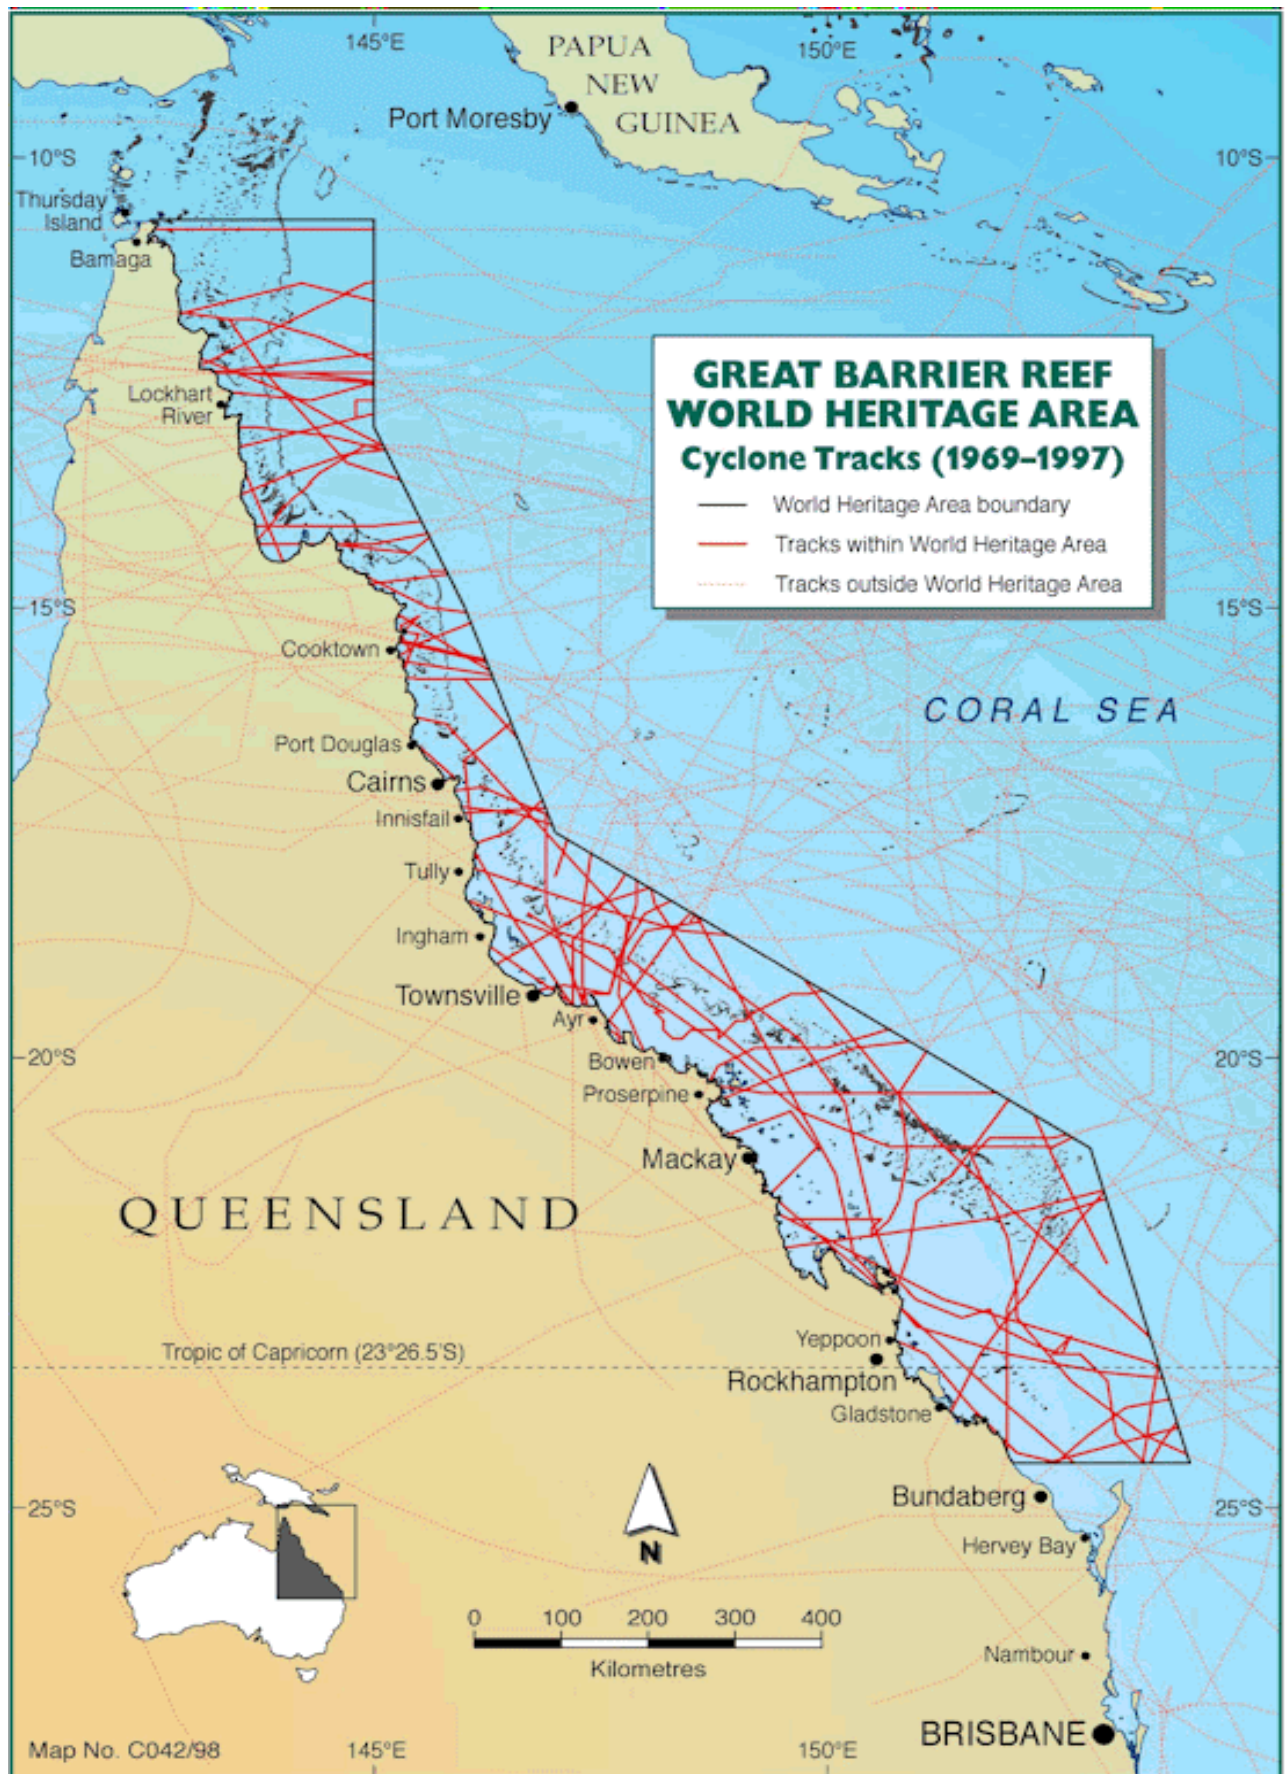 145°E
150°E
PAPUA
NEW
GUINEA
Port Moresby
10°S
10°S
Thursday
Island
Bamaga
GREAT BARRIER REEF
WORLD HERITAGE AREA
Cyclone Tracks (1969–1997)
World Heritage Area boundary
Tracks within World Heritage Area
Tracks outside World Heritage Area
Lockhart
River
15°S
15°S
Cooktown
CORAL SEA
Port Douglas
Cairns
Innisfail
Tully
Ingham
Townsville
Ayr
20°S
20°S
Bowen
Proserpine
Mackay
QUEENSLAND
Yeppoon
Tropic of Capricorn (23°26.5'S)
Rockhampton
Gladstone
Bundaberg
25°S
25°S
Hervey Bay
N
0 100 200 300 400
Kilometres
Nambour
BRISBANE
Map No. C042/98
145°E
150°E